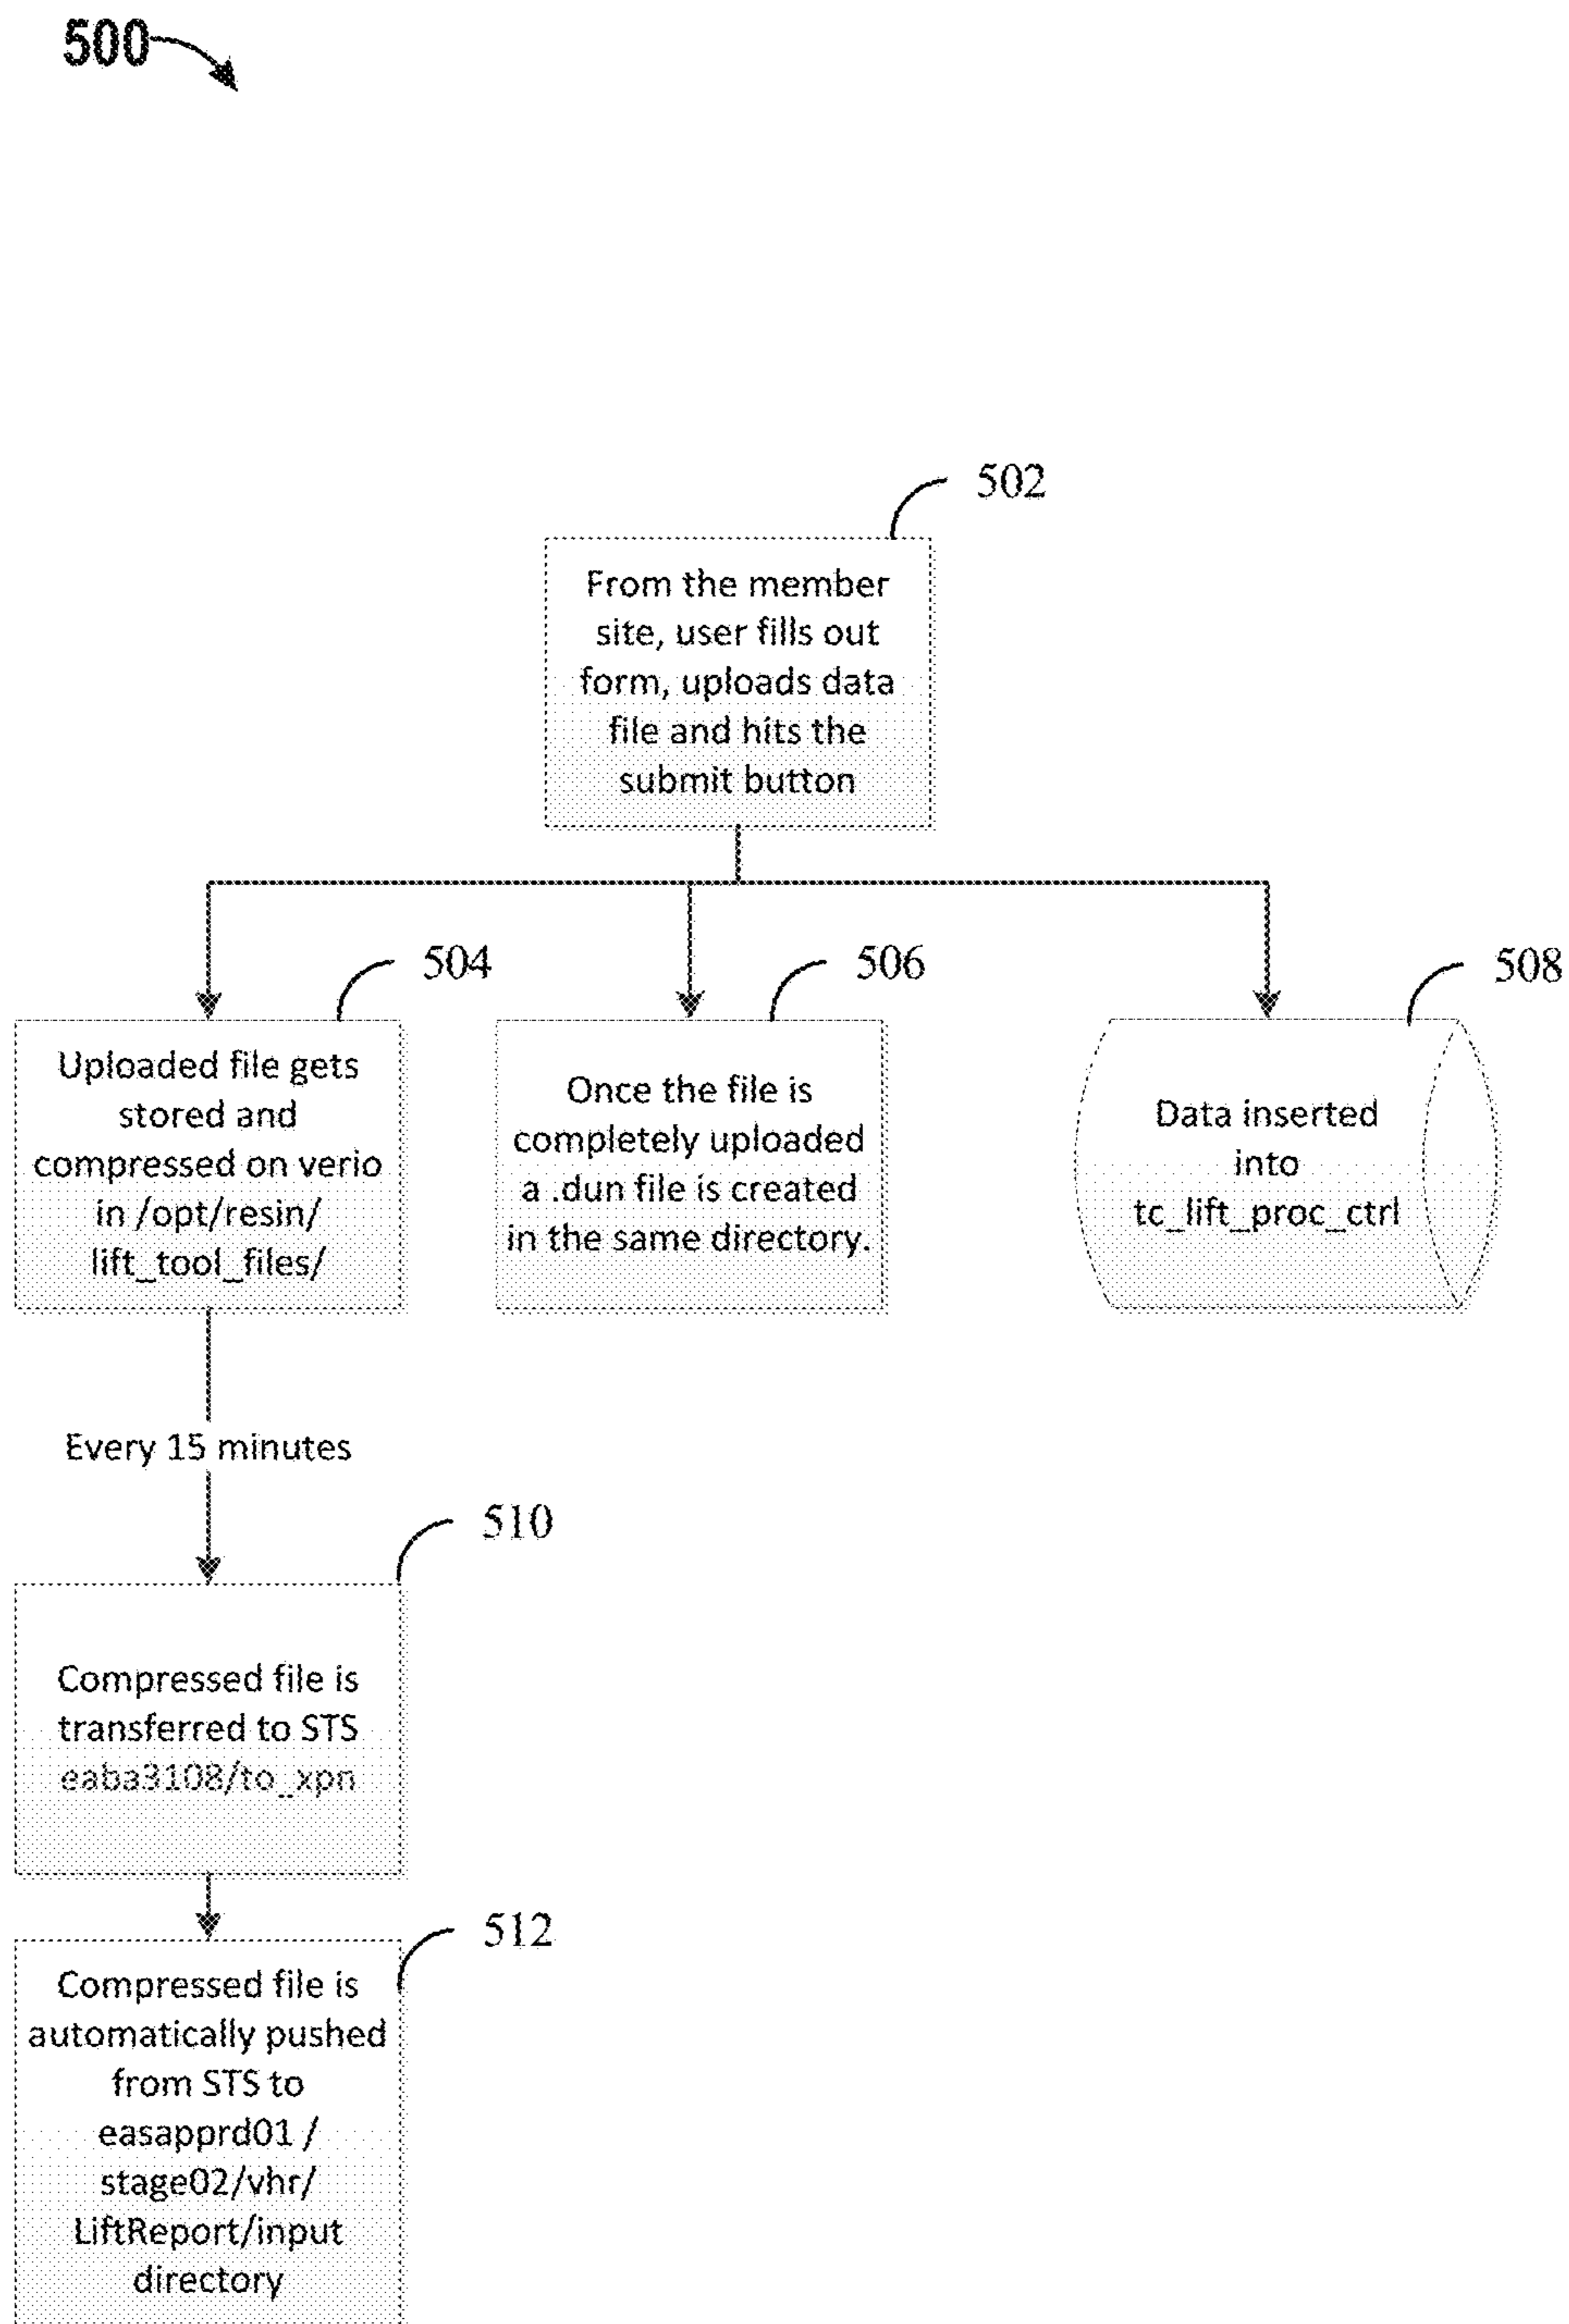 500
502
From the member
site, user fills out
form, uploads data
file and hits the
submit button
504
Uploaded file gets
stored and
compressed on verio
in /opt/resin/
lift_tool_files/
506
Once the file is
completely uploaded
a .dun file is created
in the same directory.
508
Data inserted
into
tc_lift_proc_ctrl
Every 15 minutes
510
Compressed file is
transferred to STS
eaba3108/to_xpn
512
Compressed file is
automatically pushed
from STS to
easapprd01 /
stage02/vhr/
LiftReport/input
directory